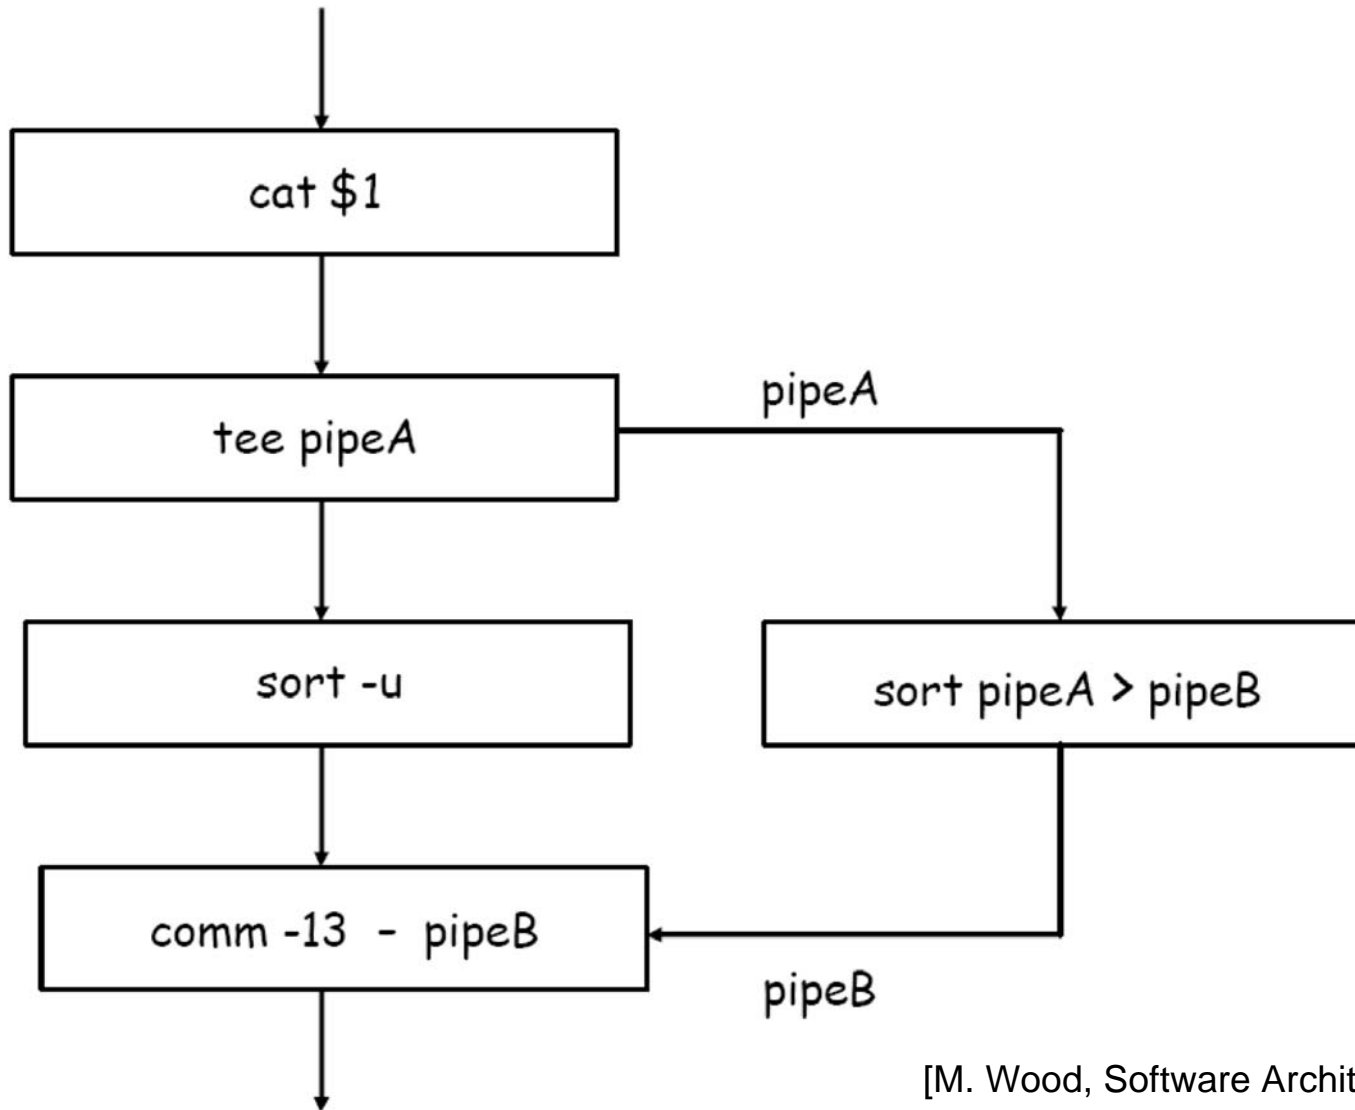 cat $1
tee pipeA
pipeA
sort -u
sort pipeA > pipeB
comm -13 - pipeB
pipeB
[M. Wood, Software Archit